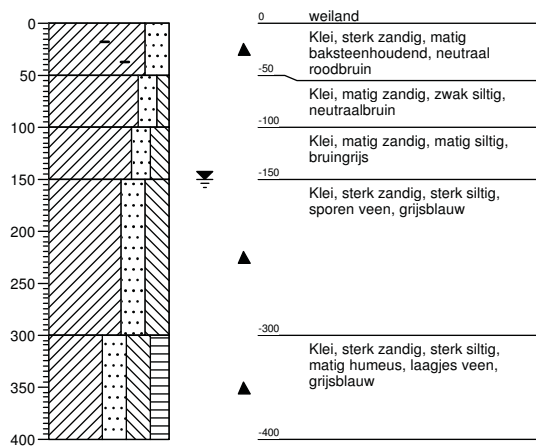 0
50
100
150
200
250
300
350
400
0 weiland
Klei, sterk zandig, matig
baksteenhoudend, neutraal
roodbruin
-50
Klei, matig zandig, zwak siltig,
neutraalbruin
-100
Klei, matig zandig, matig siltig,
bruingrijs
-150
Klei, sterk zandig, sterk siltig,
sporen veen, grijsblauw
-300
Klei, sterk zandig, sterk siltig,
matig humeus, laagjes veen,
grijsblauw
-400